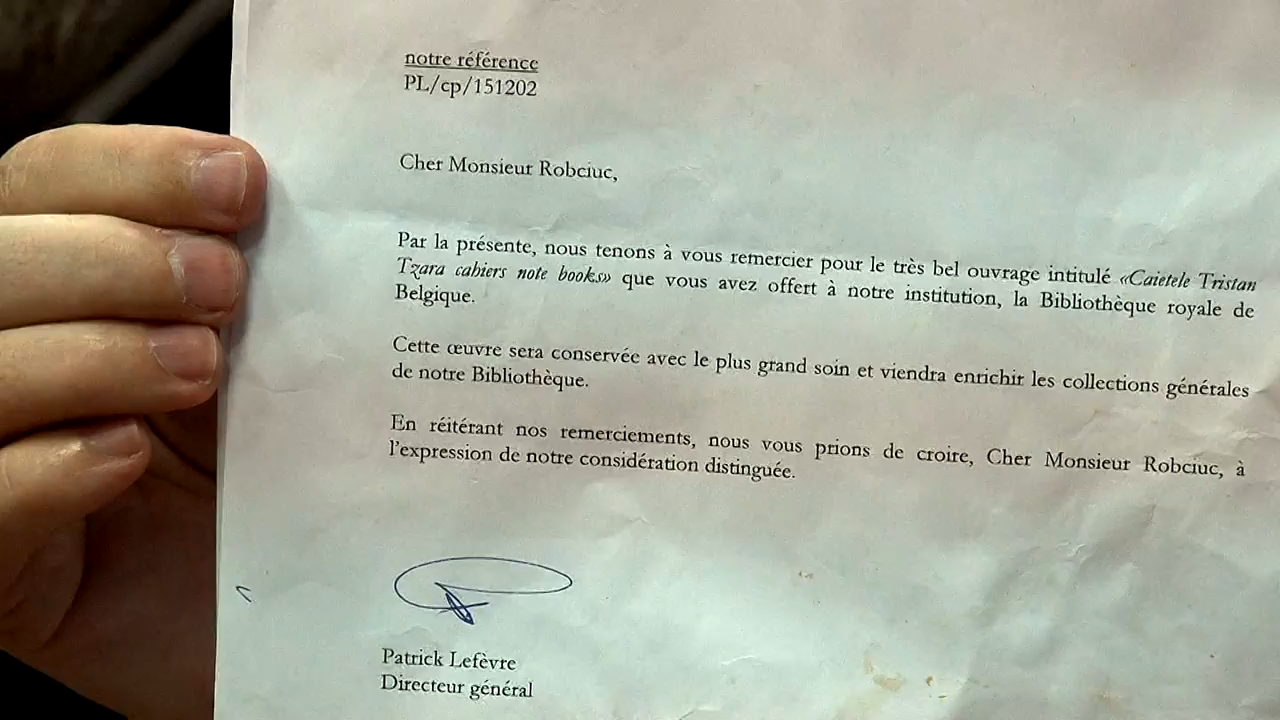 notre référence
PL/cp/151202
Cher Monsieur Robciuc,
Par la présente, nous tenons à vous remercier pour le très bel ouvrage intitulé «Caietele Tristan
Tzara cahiers note books» que vous avez offert à notre institution, la Bibliothèque royale de
Belgique.
Cette œuvre sera conservée avec le plus grand soin et viendra enrichir les collections générales
de notre Bibliothèque.
En réitérant nos remerciements, nous vous prions de croire, Cher Monsieur Robciuc, à
l'expression de notre considération distinguée.
Patrick Lefèvre
Directeur général